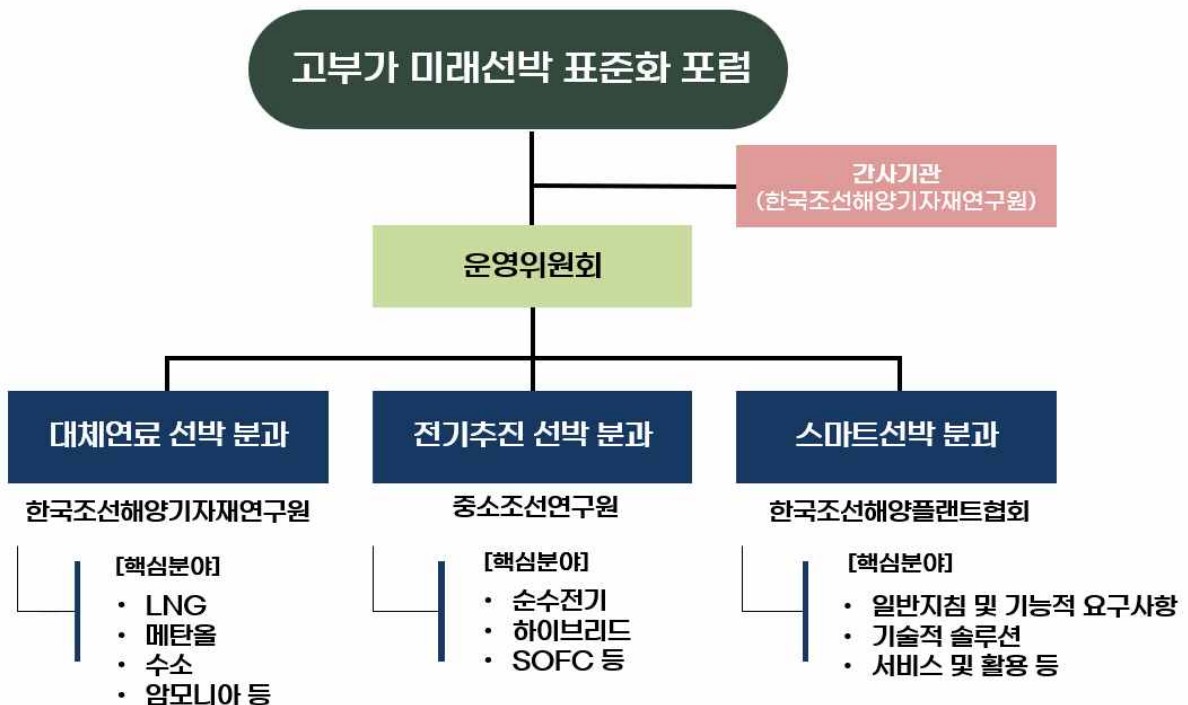 고부가 미래선박 표준화 포럼
간사기관
(한국조선해양기자재연구원)
운영위원회
대체연료 선박 분과
한국조선해양기자재연구원
[핵심분야]
• LNG
• 메탄올
• 수소
• 암모니아 등
전기추진 선박 분과
중소조선연구원
[핵심분야]
• 순수전기
• 하이브리드
• SOFC 등
스마트선박 분과
한국조선해양플랜트협회
[핵심분야]
• 일반지침 및 기능적 요구사항
• 기술적 솔루션
• 서비스 및 활용 등